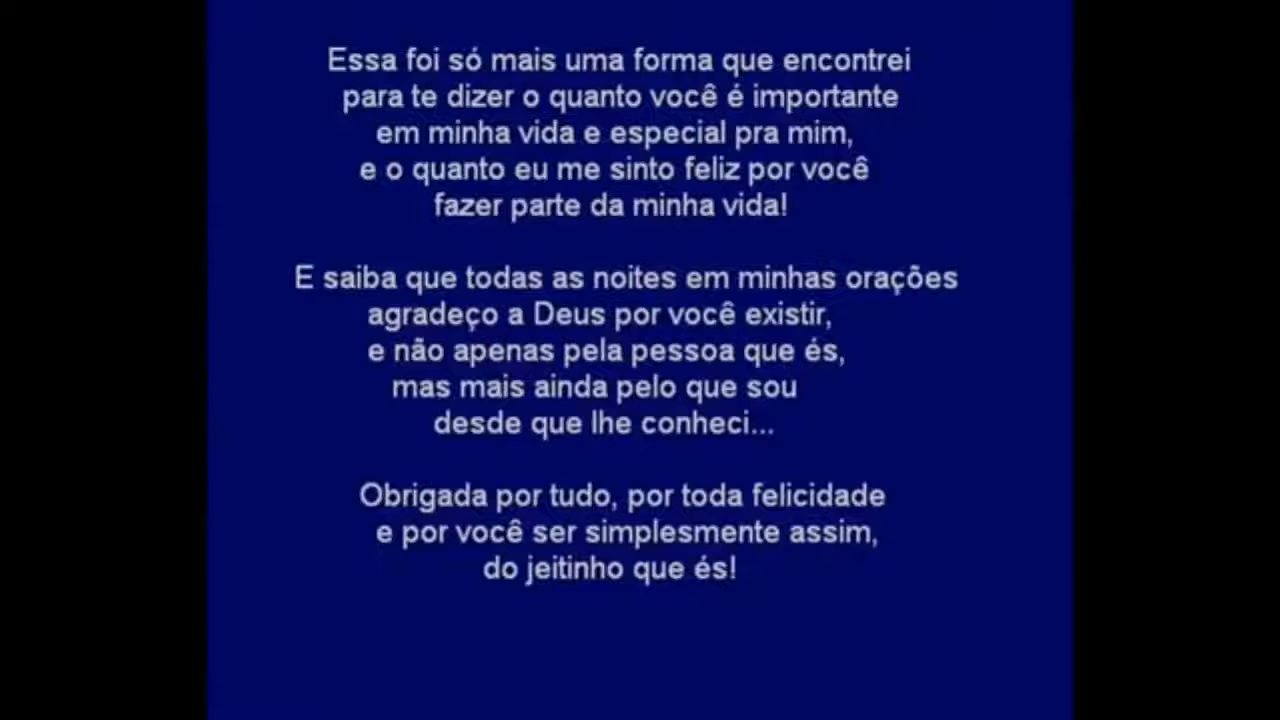 Essa foi só mais uma forma que encontrei
para te dizer o quanto você é importante
em minha vida e especial pra mim,
e o quanto eu me sinto feliz por você
fazer parte da minha vida!
E saiba que todas as noites em minhas orações
agradeço a Deus por você existir,
e não apenas pela pessoa que és,
mas mais ainda pelo que sou
desde que lhe conheci...
Obrigada por tudo, por toda felicidade
e por você ser simplesmente assim,
do jeitinho que és!